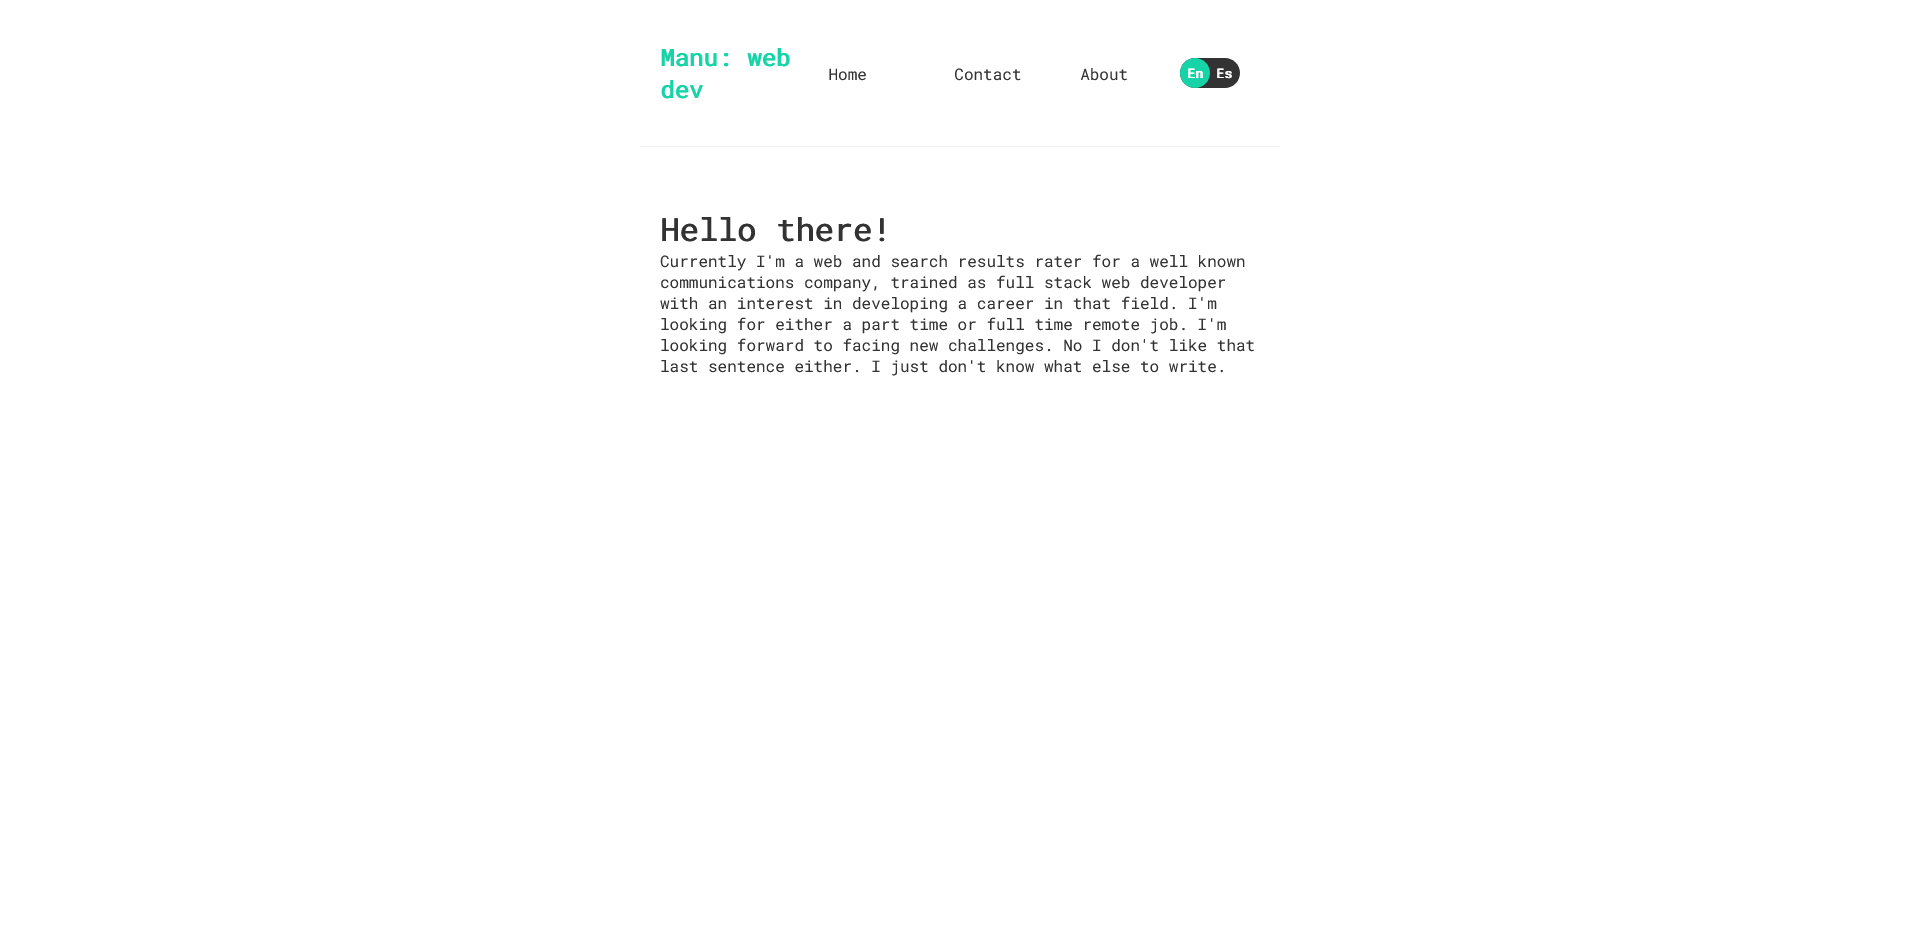 Manu: web
dev
Home
Contact
About
En Es
Hello there!
Currently I'm a web and search results rater for a well known
communications company, trained as full stack web developer
with an interest in developing a career in that field. I'm
looking for either a part time or full time remote job. I'm
looking forward to facing new challenges. No I don't like that
last sentence either. I just don't know what else to write.